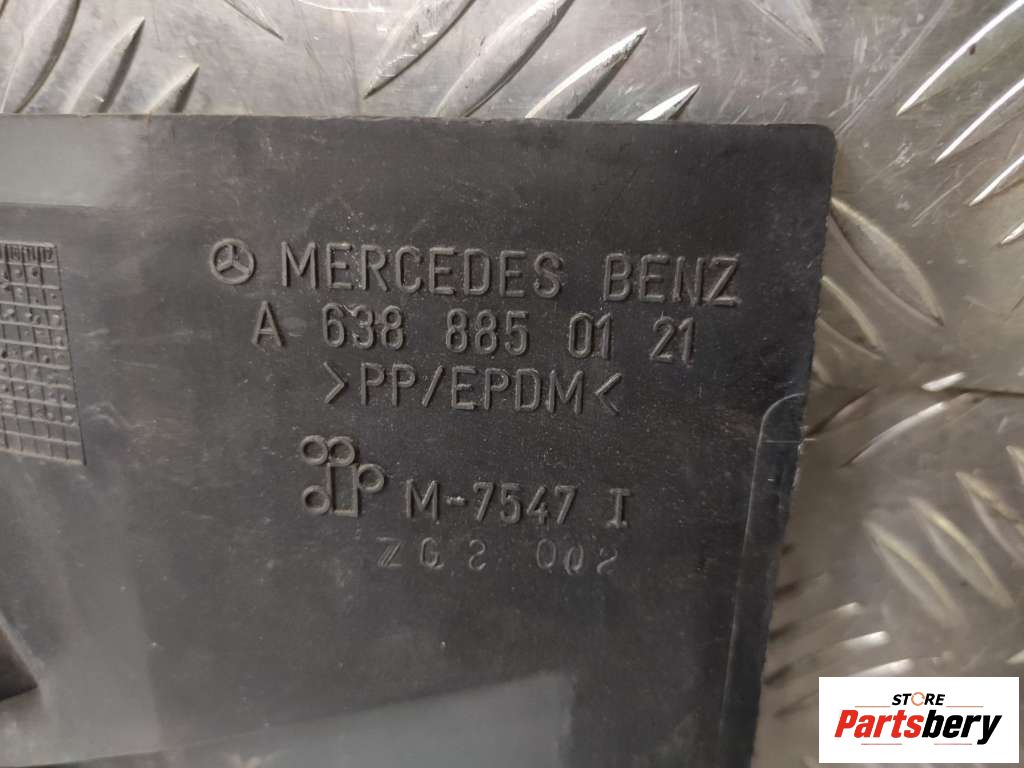 MERCEDES BENZ
A 638 885 01 21
>PP/EPDM<
M-7547 I
STORE
Partsbery